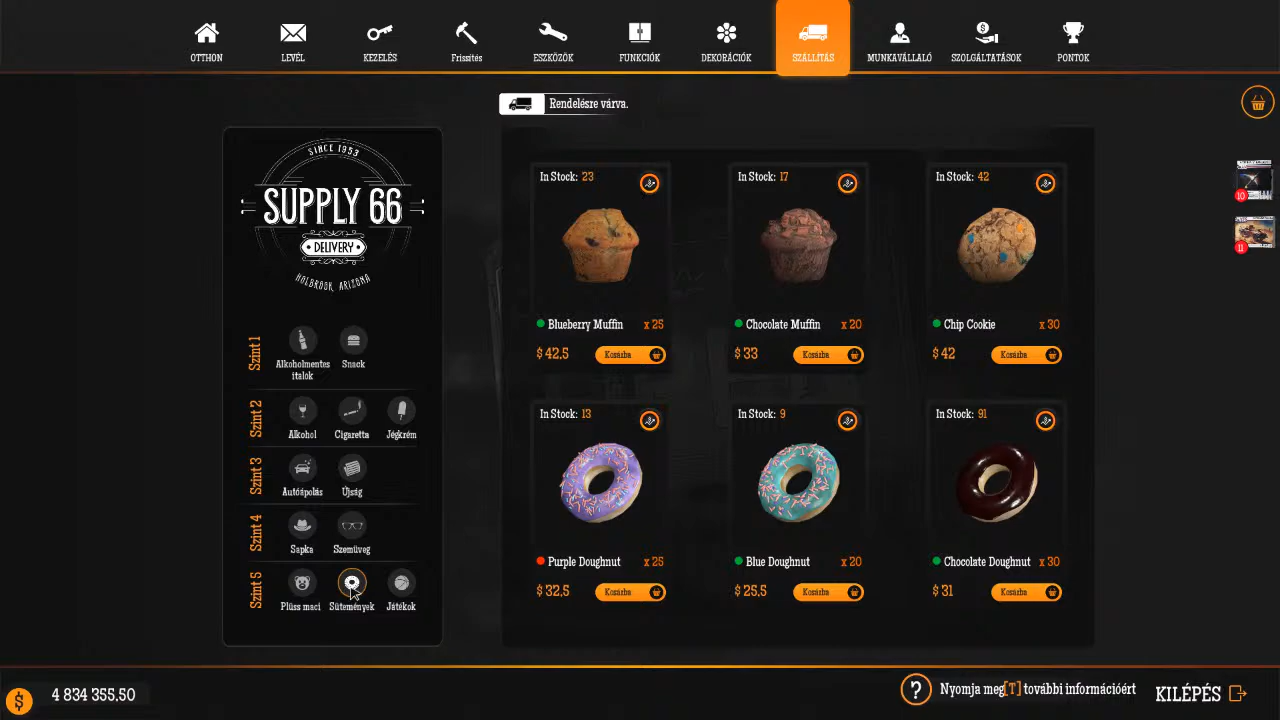 OTTHON
LEVÉL
KEZELÉS
Frissítés
ESZKÖZÖK
FUNKCIÓK
DEKORÁCIÓK
SZÁLLÍTÁS
MUNKAVÁLLALÓ
SZOLGÁLTATÁSOK
PONTOK
Rendelésre várva.
SINCE 1953
SUPPLY 66
DELIVERY
HOLBROOK, ARIZONA
Szint 1
Alkoholmentes
italok
Snack
Szint 2
Alkohol
Cigaretta
Jégkrém
Szint 3
Autóápolás
Újság
Szint 4
Sapka
Szemüveg
Szint 5
Plüss maci
Sütemények
Játékok
In Stock: 23
Blueberry Muffin x 25
$ 42,5 Kosárba
In Stock: 17
Chocolate Muffin x 20
$ 33 Kosárba
In Stock: 42
Chip Cookie x 30
$ 42 Kosárba
In Stock: 13
Purple Doughnut x 25
$ 32,5 Kosárba
In Stock: 9
Blue Doughnut x 20
$ 25,5 Kosárba
In Stock: 91
Chocolate Doughnut x 30
$ 31 Kosárba
10
11
$ 4 834 355,50
? Nyomja meg[T] további információért
KILÉPÉS